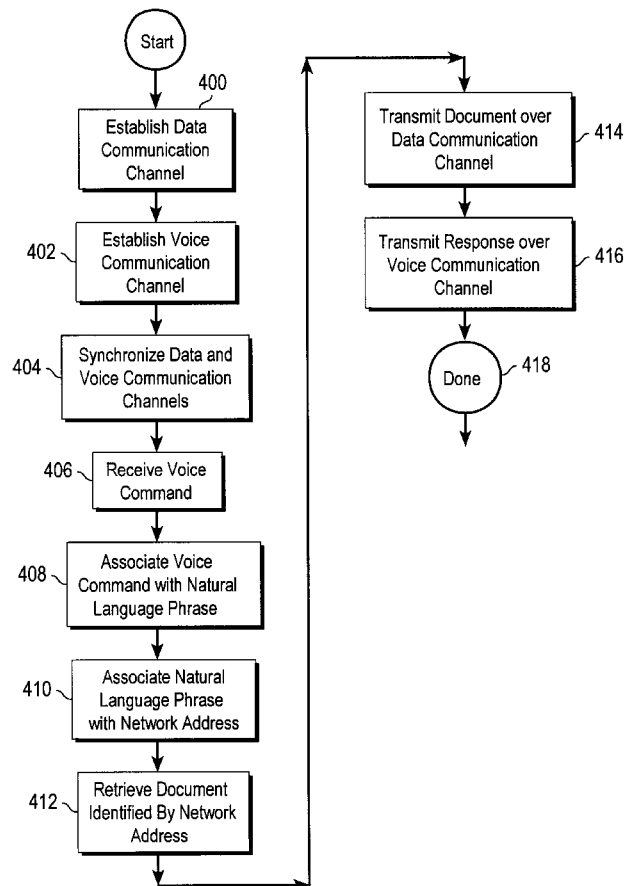 Start
400
Establish Data
Communication
Channel
402
Establish Voice
Communication
Channel
404
Synchronize Data and
Voice Communication
Channels
406
Receive Voice
Command
408
Associate Voice
Command with Natural
Language Phrase
410
Associate Natural
Language Phrase
with Network Address
412
Retrieve Document
Identified By Network
Address
Transmit Document over
Data Communication
Channel
414
Transmit Response over
Voice Communication
Channel
416
Done
418